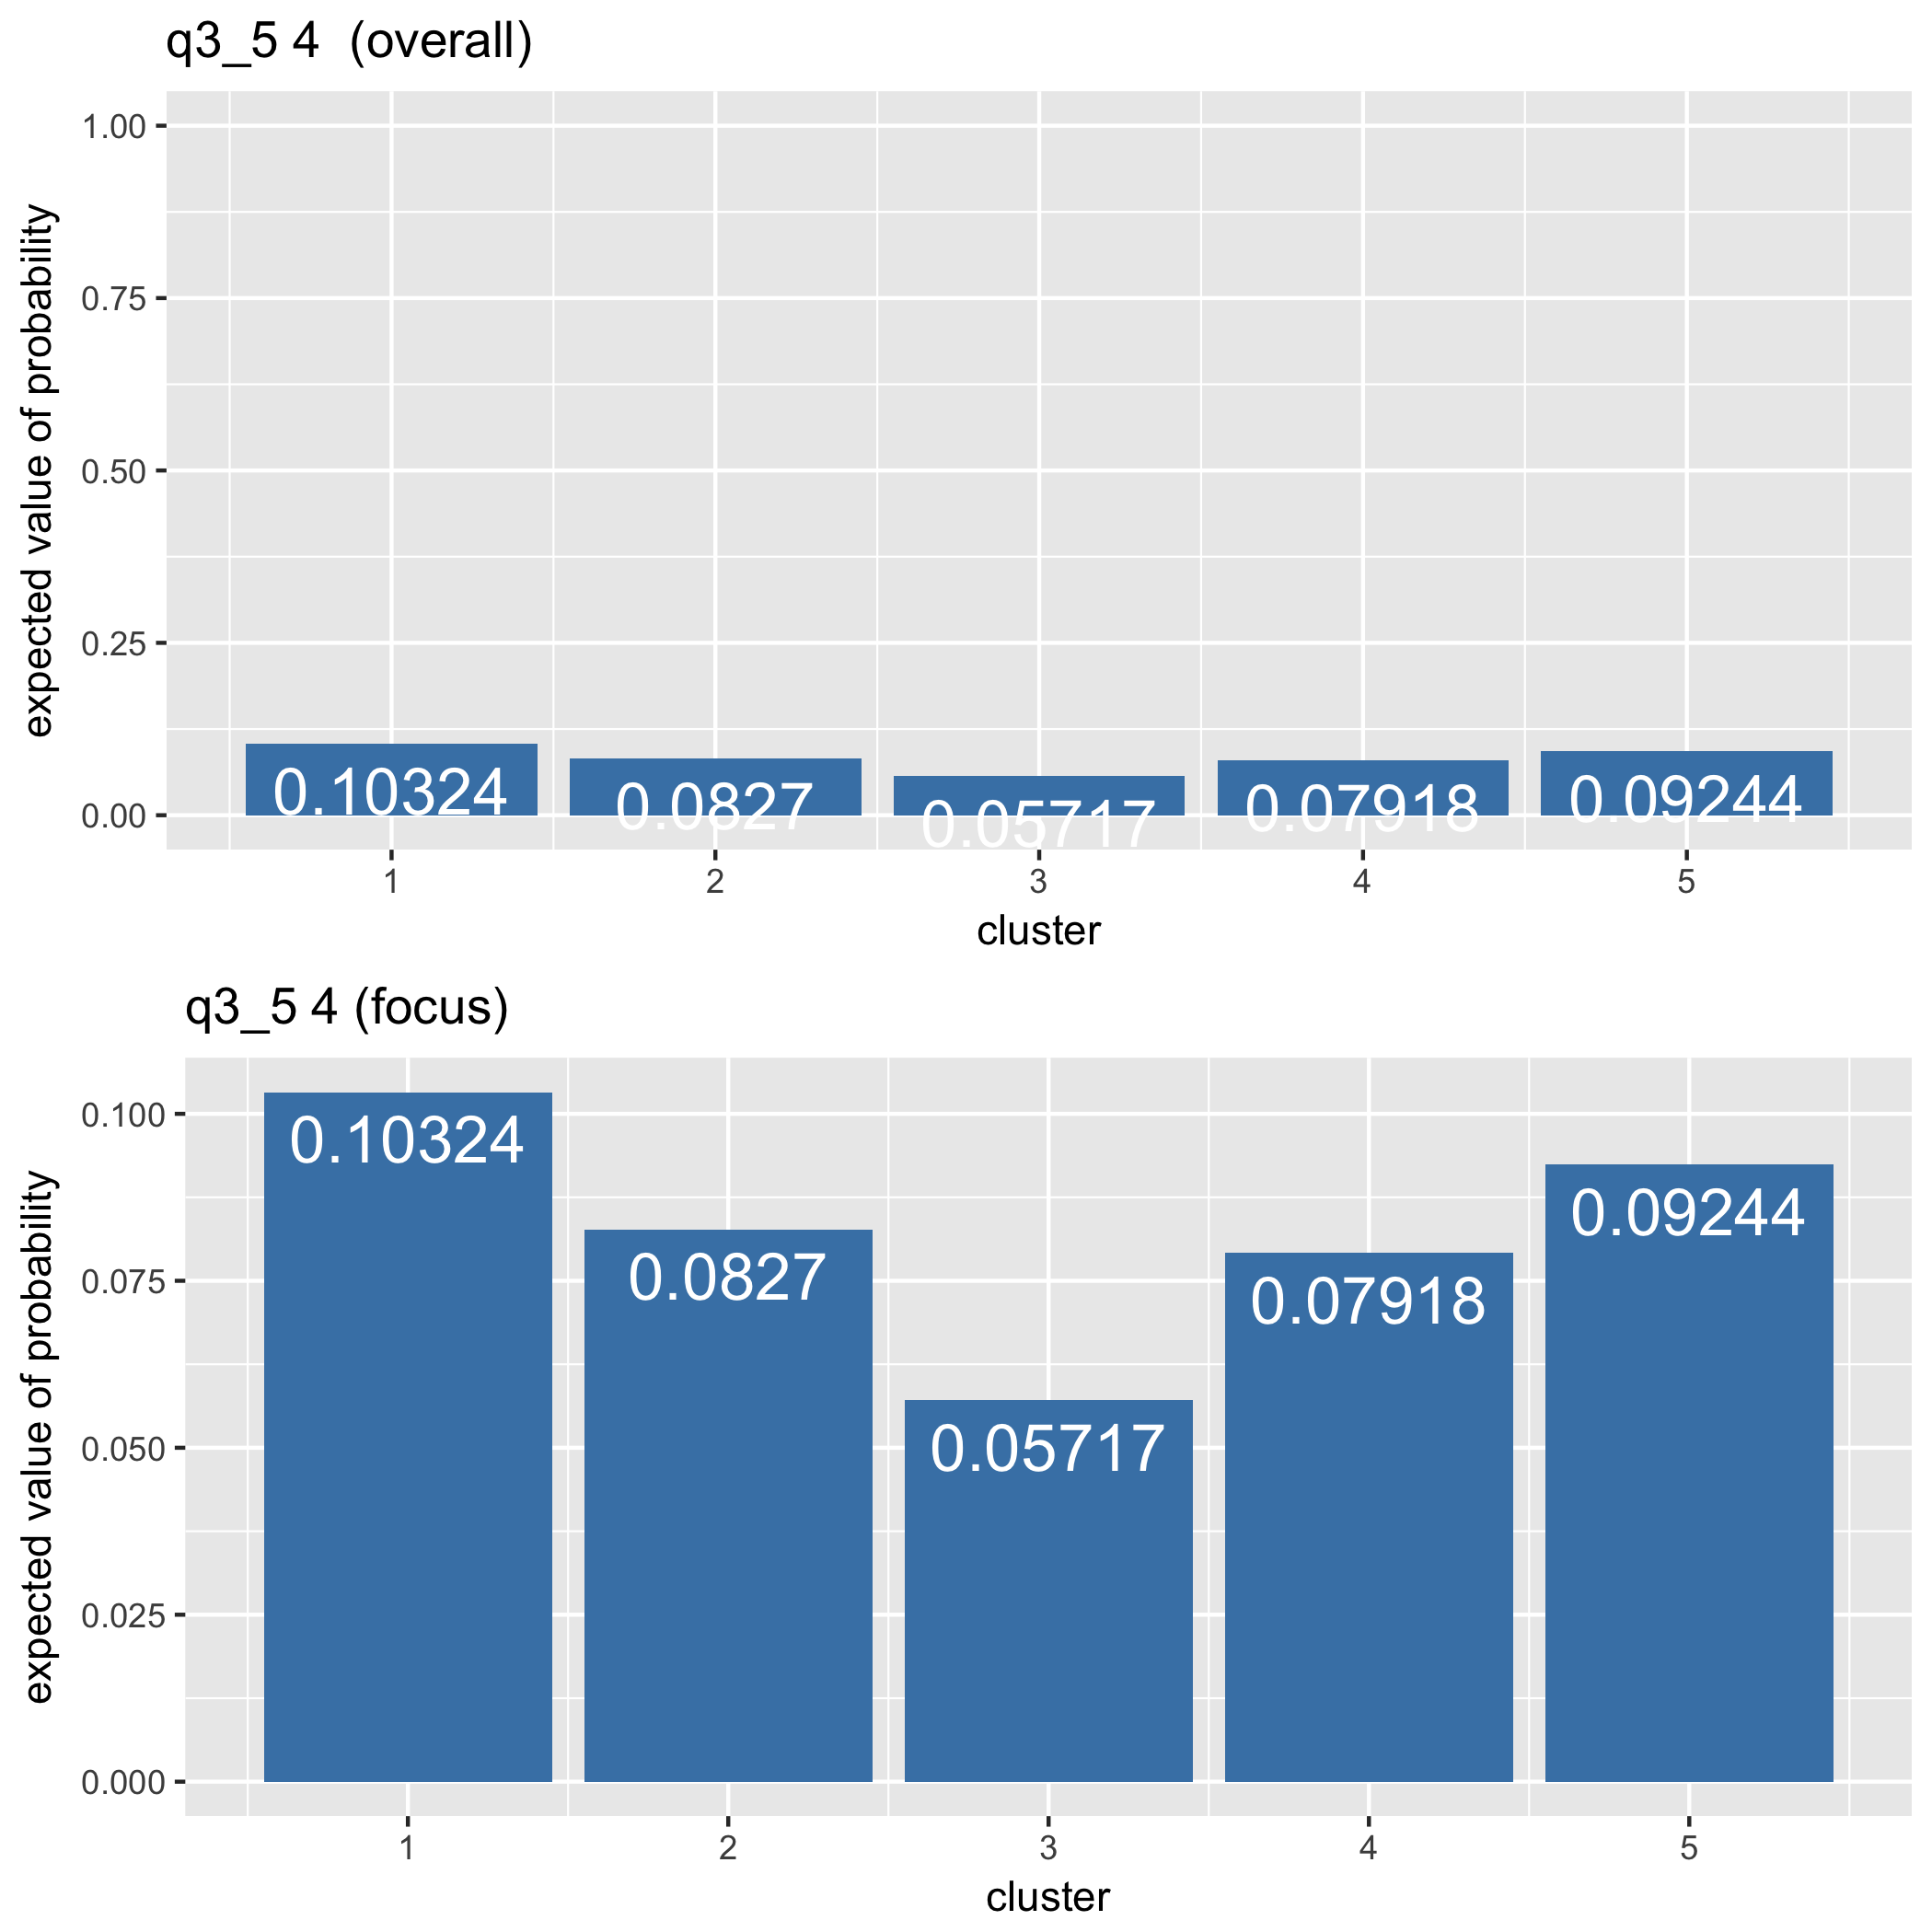 q3_5 4 (overall)
expected value of probability
1.00
0.75
0.50
0.25
0.00
0.10324
0.0827
0.05717
0.07918
0.09244
1 2 3 4 5
cluster
q3_5 4 (focus)
expected value of probability
0.100
0.075
0.050
0.025
0.000
0.10324
0.0827
0.05717
0.07918
0.09244
1 2 3 4 5
cluster